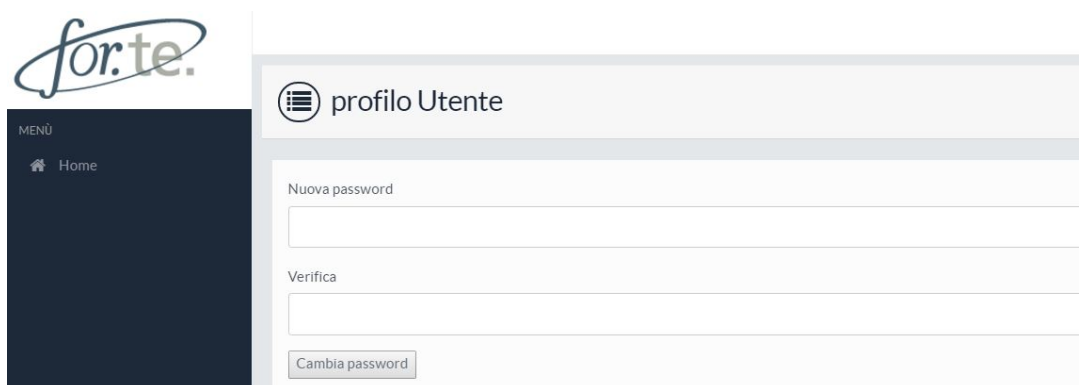 for.te.
profilo Utente
MENÙ
Home
Nuova password
Verifica
Cambia password